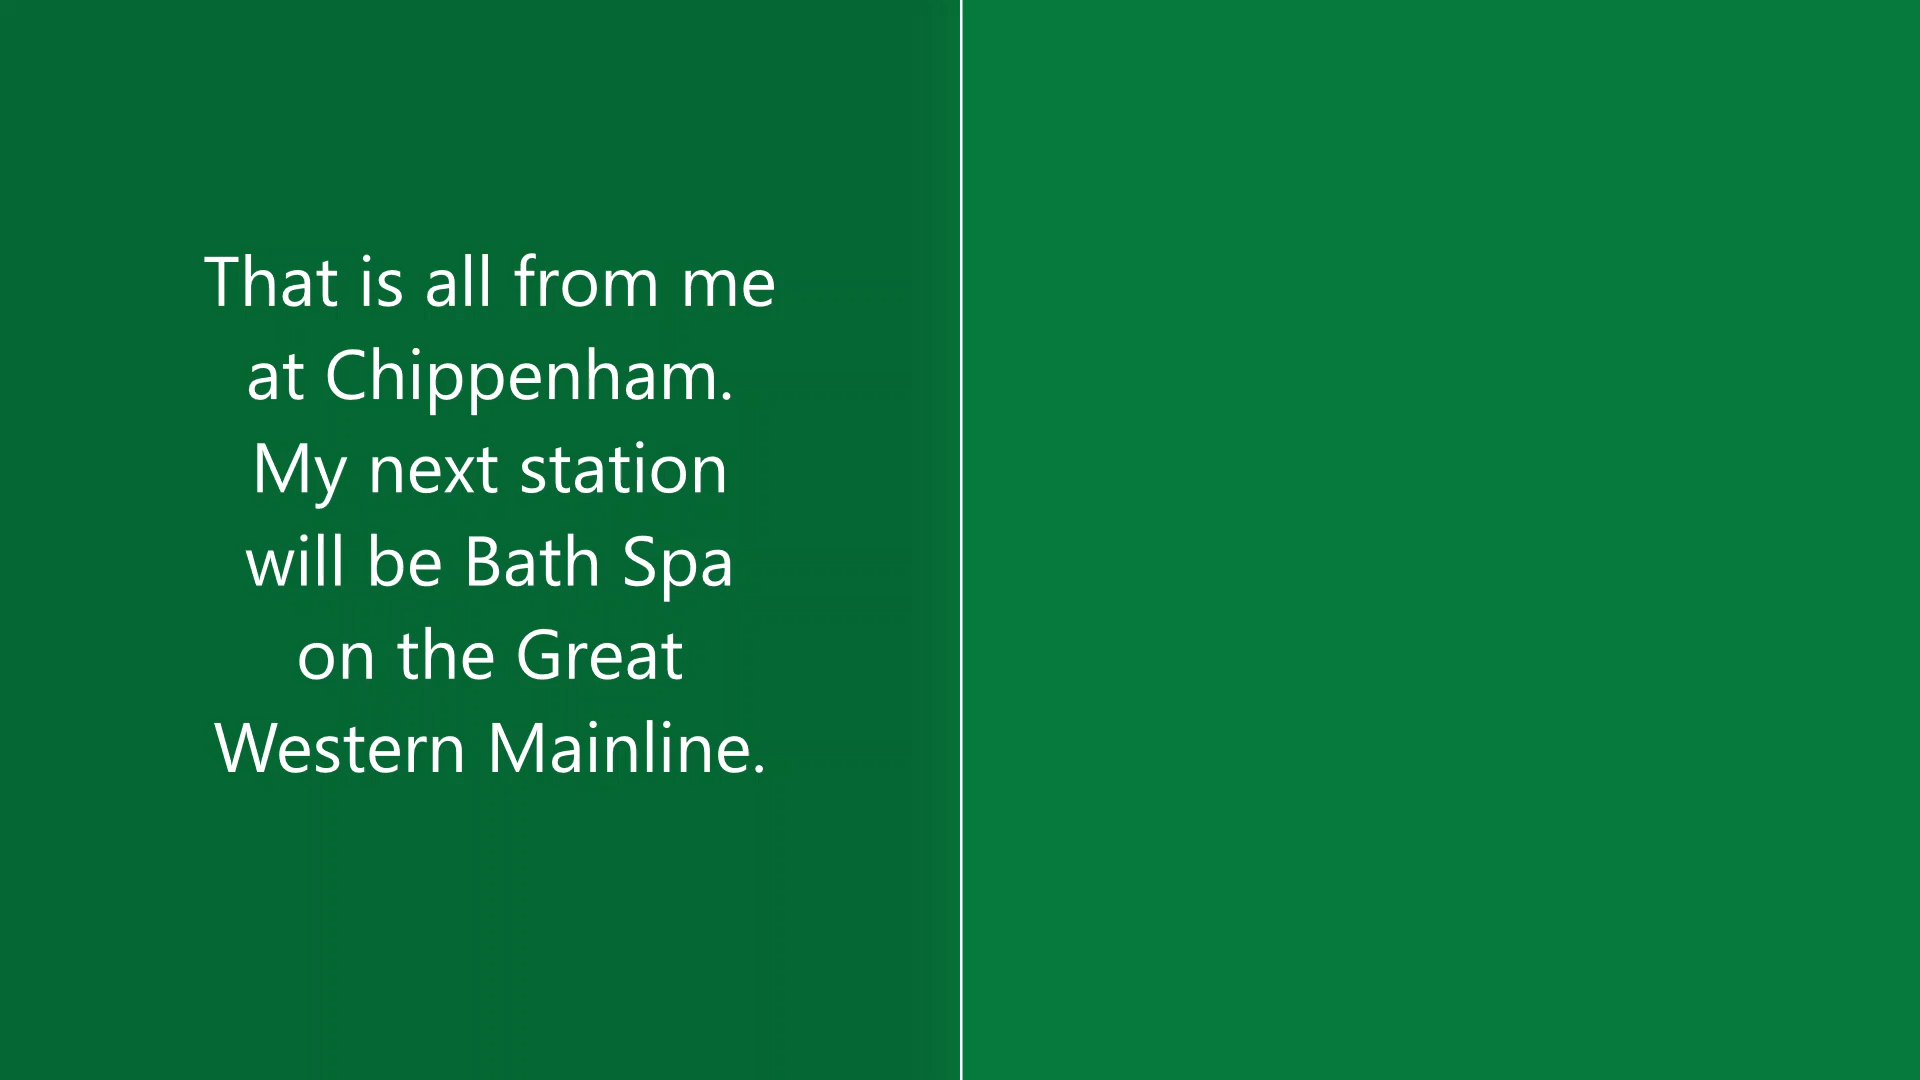 That is all from me
at Chippenham.
My next station
will be Bath Spa
on the Great
Western Mainline.